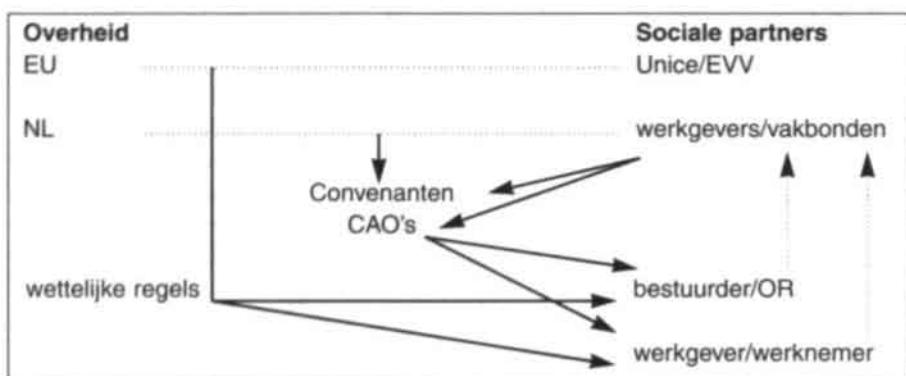 Overheid Sociale partners
EU Unice/EVV
NL werkgevers/vakbonden
Convenanten
CAO's
wettelijke regels bestuurder/OR
werkgever/werknemer